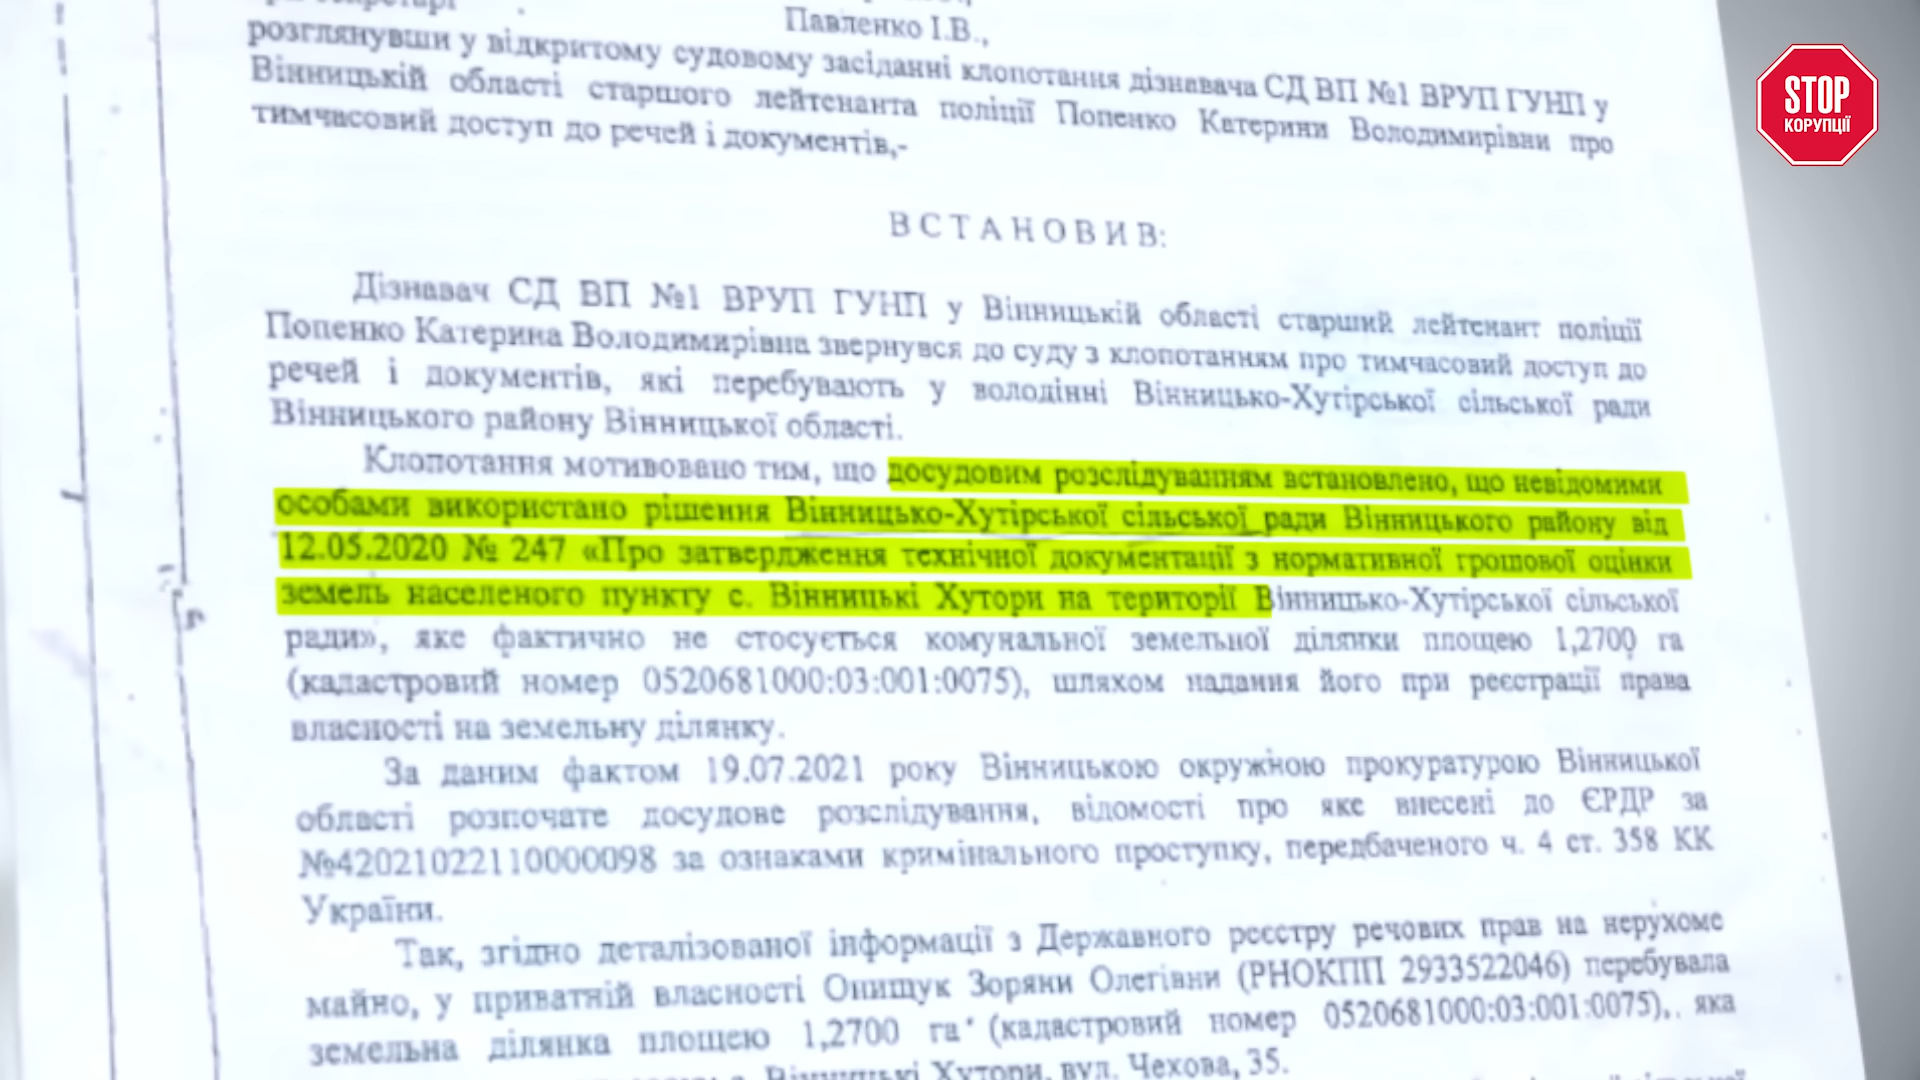 Павленко І.В.,
розглянувши у відкритому судовому засіданні клопотання дізнавача СД ВП №1 ВРУП ГУНП у
Вінницькій області старшого лейтенанта поліції Попенко Катерини Володимирівни про
тимчасовий доступ до речей і документів,-
ВСТАНОВИВ:
Дізнавач СД ВП №1 ВРУП ГУНП у Вінницькій області старший лейтенант поліції
Попенко Катерина Володимирівна звернувся до суду з клопотанням про тимчасовий доступ до
речей і документів, які перебувають у володінні Вінницько-Хутірської сільської ради
Вінницького району Вінницької області.
Клопотання мотивовано тим, що досудовим розслідуванням встановлено, що невідомими
особами використано рішення Вінницько-Хутірської сільської ради Вінницького району від
12.05.2020 № 247 «Про затвердження технічної документації з нормативної грошової оцінки
земель населеного пункту с. Вінницькі Хутори на території Вінницько-Хутірської сільської
ради», яке фактично не стосується комунальної земельної ділянки площею 1,2700 га
(кадастровий номер 0520681000:03:001:0075), шляхом надання його при реєстрації права
власності на земельну ділянку.
За даним фактом 19.07.2021 року Вінницькою окружною прокуратурою Вінницької
області розпочате досудове розслідування, відомості про яке внесені до ЄРДР за
№42021022110000098 за ознаками кримінального проступку, передбаченого ч. 4 ст. 358 КК
України.
Так, згідно деталізованої інформації з Державного реєстру речових прав на нерухоме
майно, у приватній власності Онищук Зоряни Олегівни (РНОКПП 2933522046) перебувала
земельна ділянка площею 1,2700 га (кадастровий номер 0520681000:03:001:0075), яка
с. Вінницькі Хутори, вул. Чехова, 35.
STOP
КОРУПЦІЇ